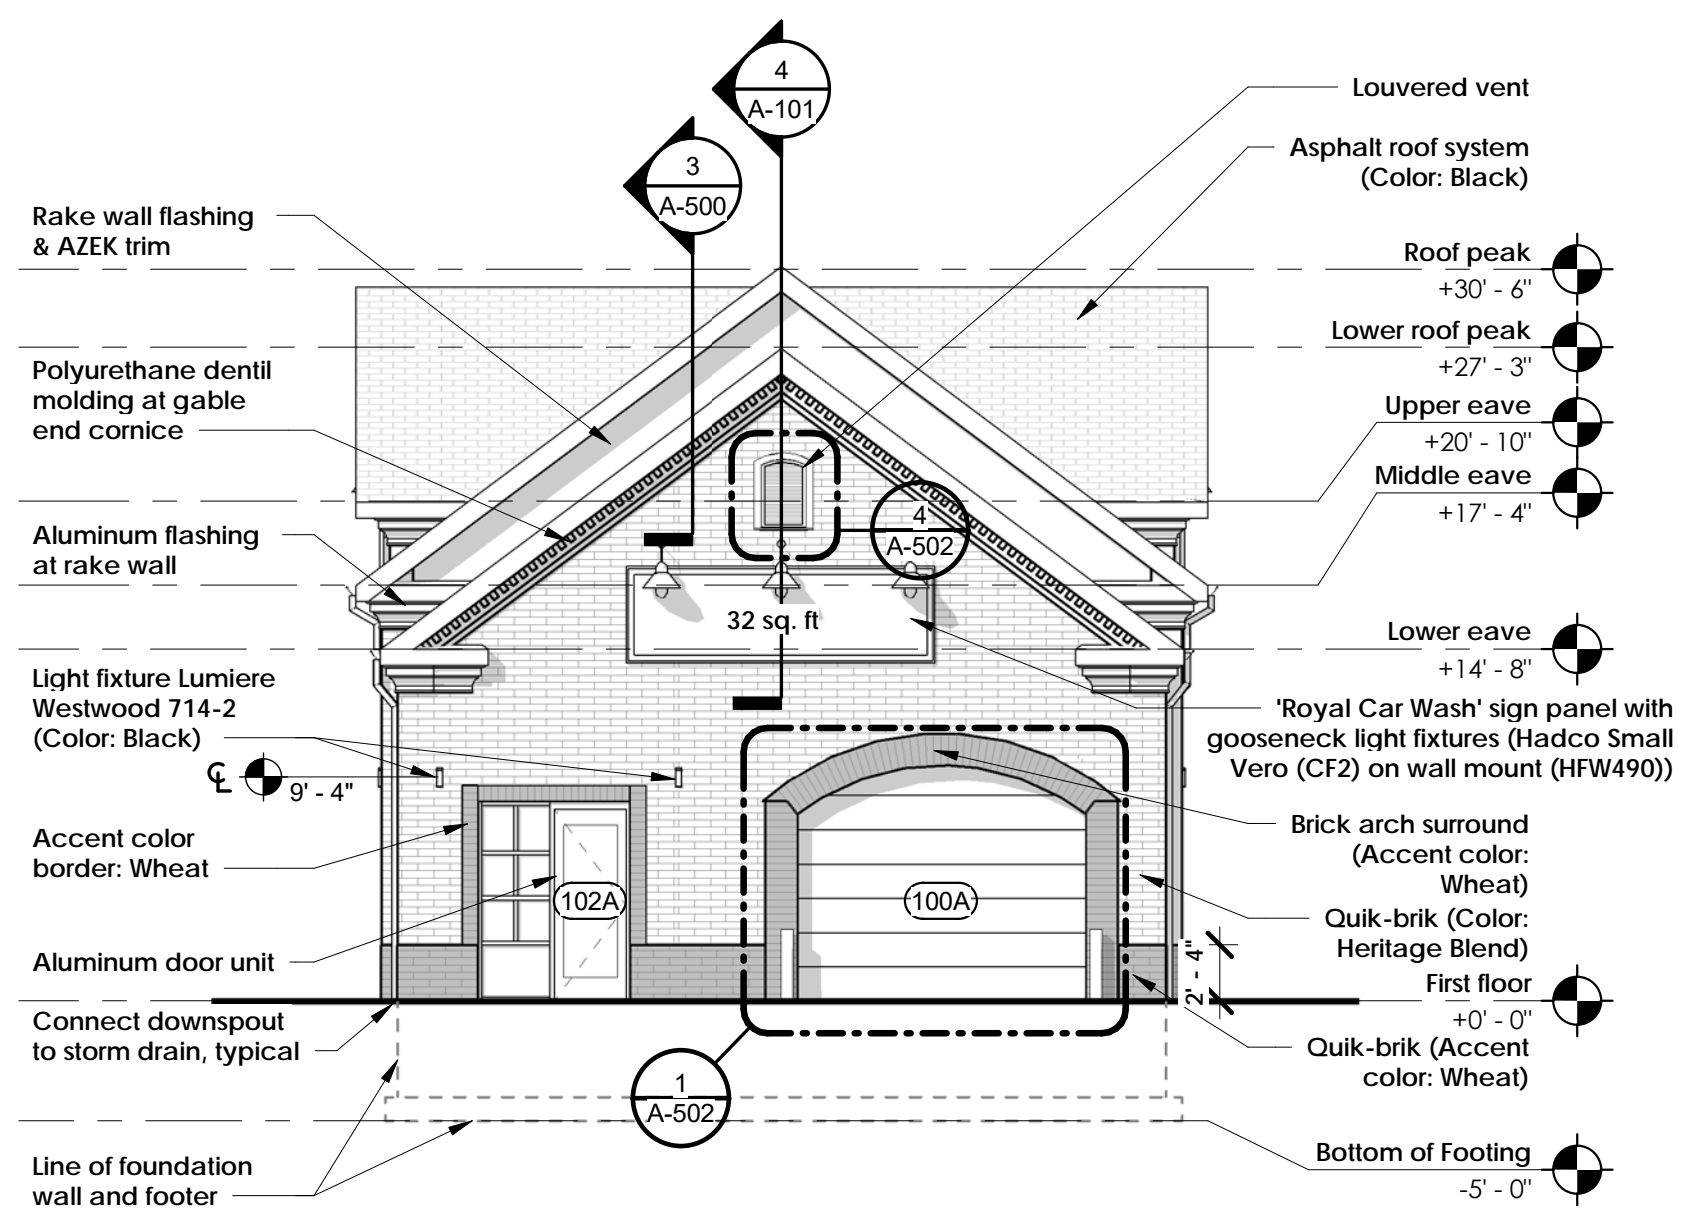 4
A-101
3
A-500
Louvered vent
Asphalt roof system
(Color: Black)
Rake wall flashing
& AZEK trim
Roof peak
+30' - 6"
Lower roof peak
+27' - 3"
Polyurethane dentil
molding at gable
end cornice
Upper eave
+20' - 10"
Middle eave
+17' - 4"
4
A-502
Aluminum flashing
at rake wall
32 sq. ft
Lower eave
+14' - 8"
Light fixture Lumiere
Westwood 714-2
(Color: Black)
℄ 9' - 4"
'Royal Car Wash' sign panel with
gooseneck light fixtures (Hadco Small
Vero (CF2) on wall mount (HFW490))
Accent color
border: Wheat
Brick arch surround
(Accent color:
Wheat)
102A
100A
Quik-brik (Color:
Heritage Blend)
Aluminum door unit
2' - 4"
First floor
+0' - 0"
Connect downspout
to storm drain, typical
Quik-brik (Accent
color: Wheat)
1
A-502
Line of foundation
wall and footer
Bottom of Footing
-5' - 0"